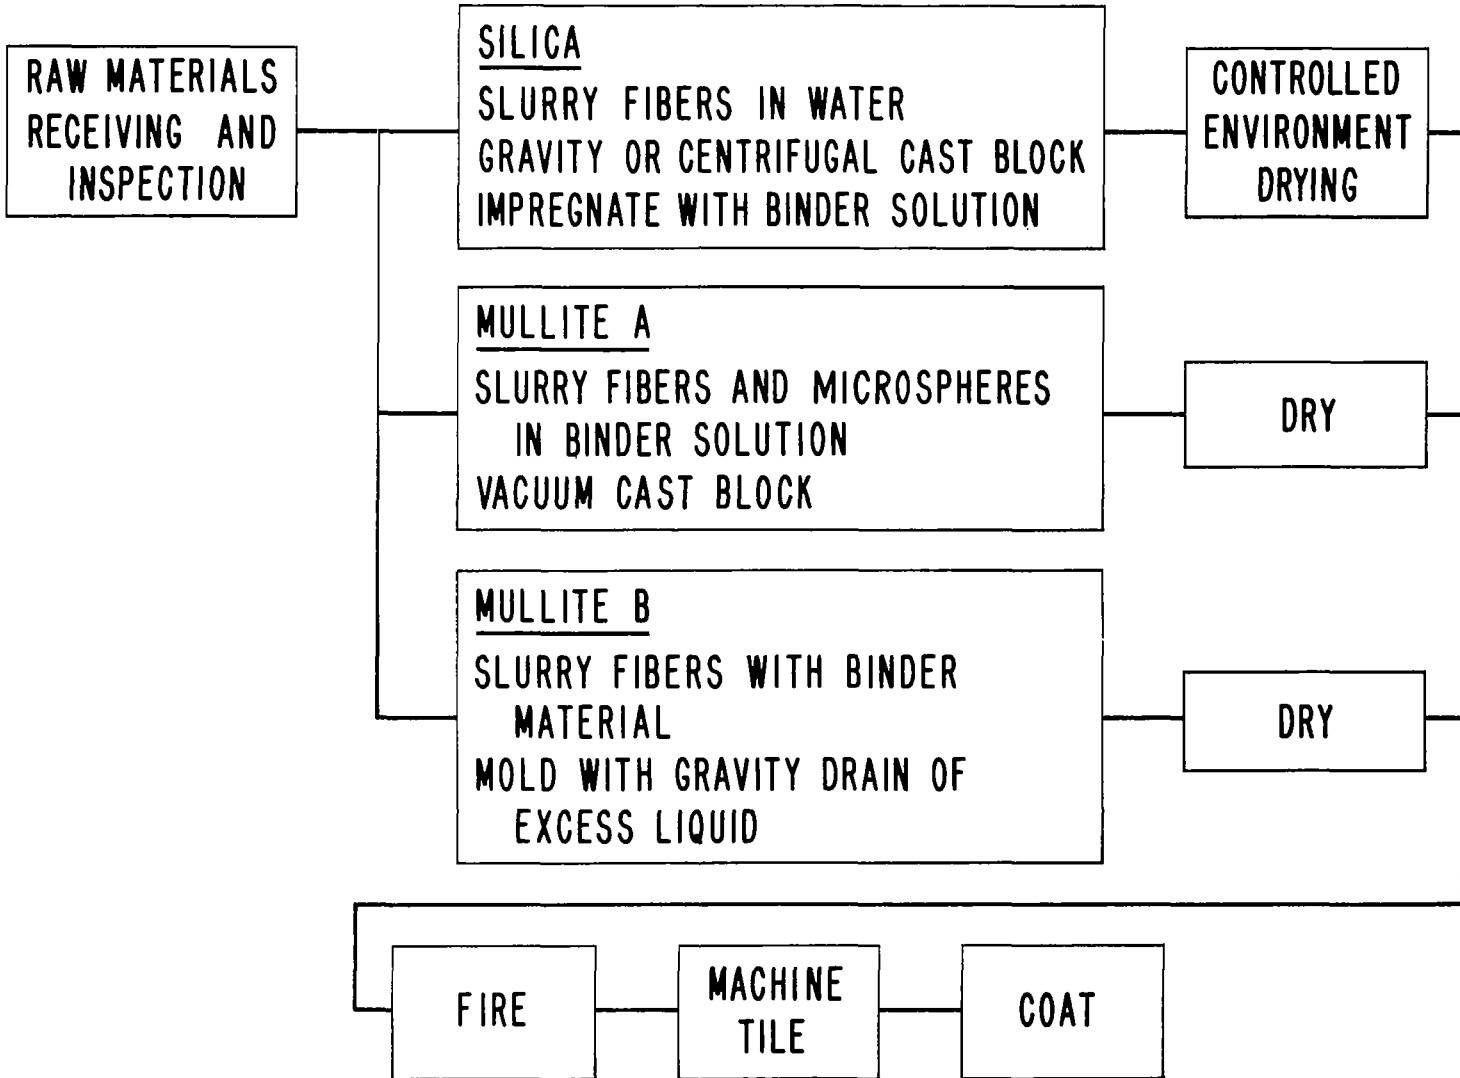 RAW MATERIALS
RECEIVING AND
INSPECTION
SILICA
SLURRY FIBERS IN WATER
GRAVITY OR CENTRIFUGAL CAST BLOCK
IMPREGNATE WITH BINDER SOLUTION
CONTROLLED
ENVIRONMENT
DRYING
MULLITE A
SLURRY FIBERS AND MICROSPHERES
IN BINDER SOLUTION
VACUUM CAST BLOCK
DRY
MULLITE B
SLURRY FIBERS WITH BINDER
MATERIAL
MOLD WITH GRAVITY DRAIN OF
EXCESS LIQUID
DRY
FIRE
MACHINE
TILE
COAT